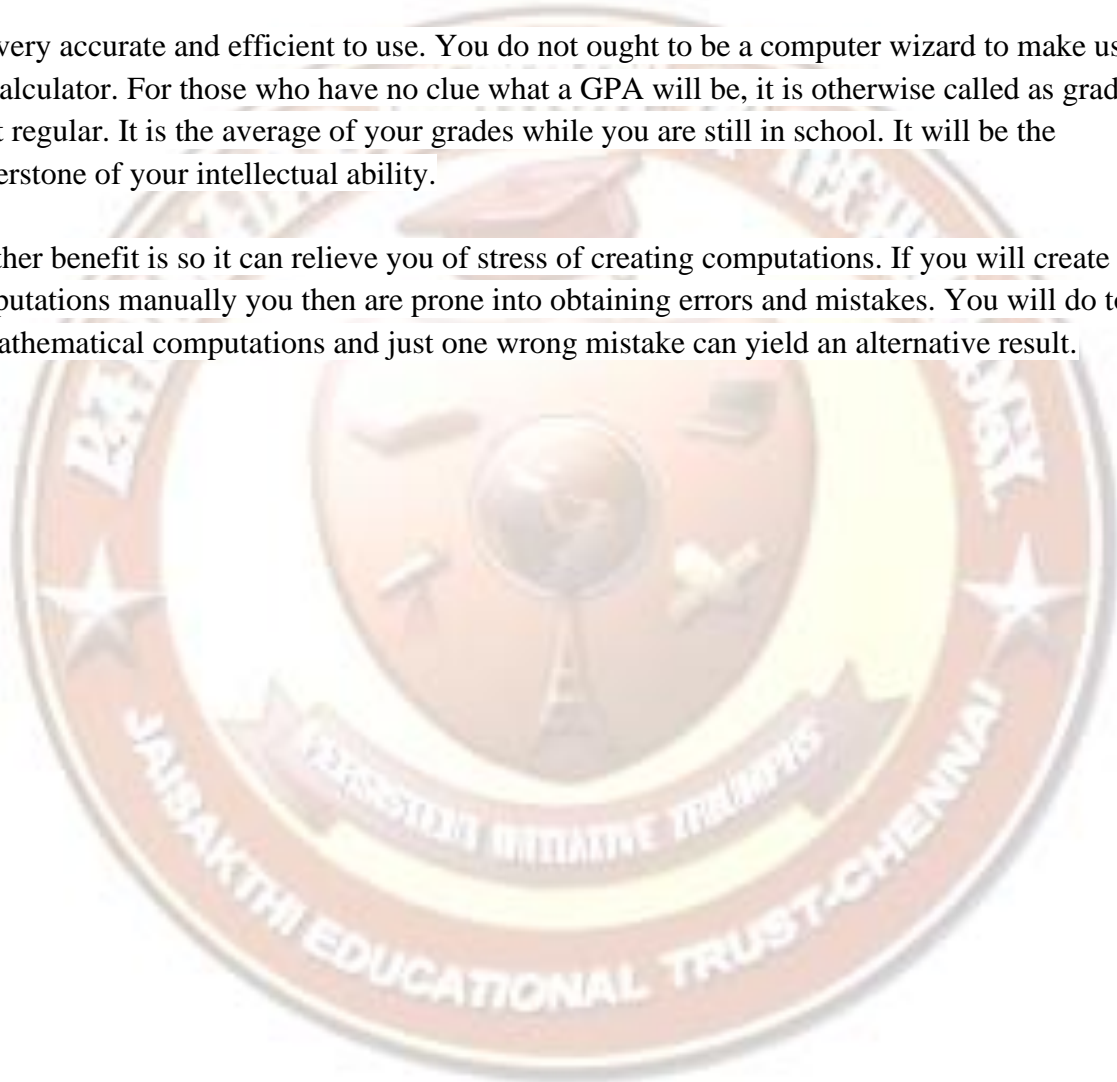 very accurate and efficient to use. You do not ought to be a computer wizard to make us
alculator. For those who have no clue what a GPA will be, it is otherwise called as grad
t regular. It is the average of your grades while you are still in school. It will be the
erstone of your intellectual ability.
ther benefit is so it can relieve you of stress of creating computations. If you will create
putations manually you then are prone into obtaining errors and mistakes. You will do to
athematical computations and just one wrong mistake can yield an alternative result.
PERSISTENT INITIATIVE TRIUMPHS
JAISAKTHI EDUCATIONAL TRUST-CHENNAI